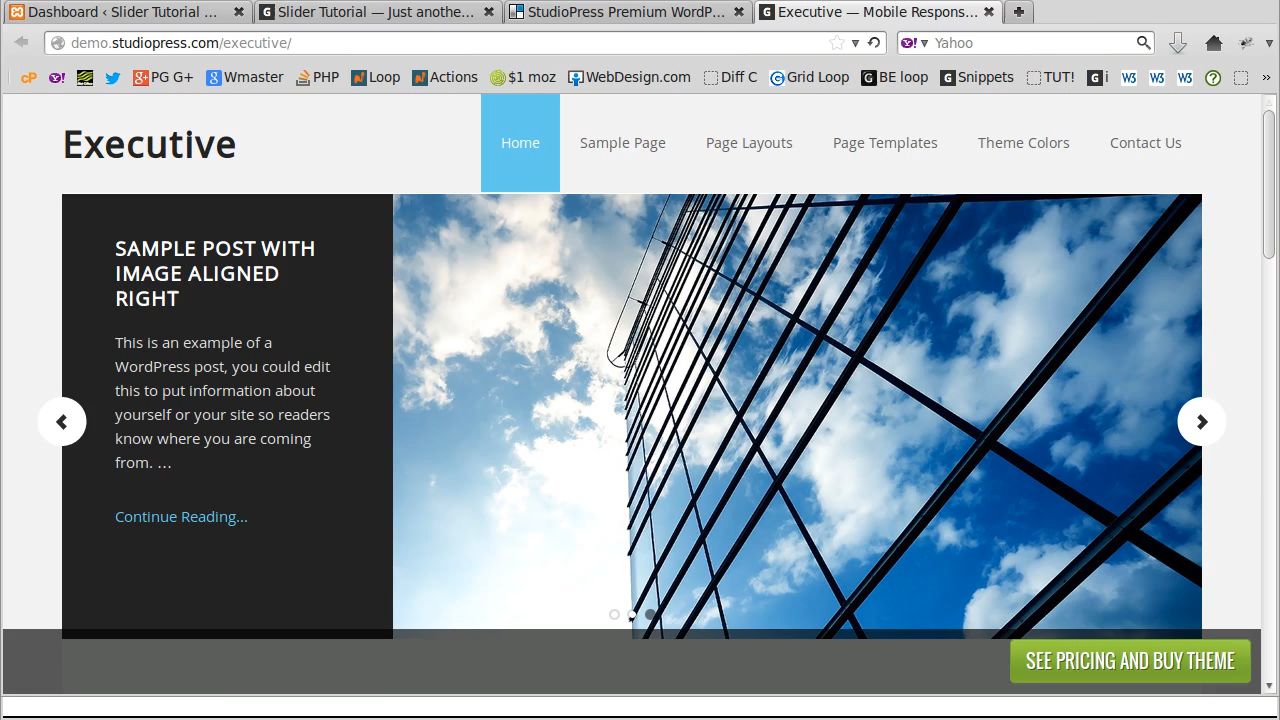 Dashboard ‹ Slider Tutorial ...
Slider Tutorial — Just anothe...
StudioPress Premium WordP...
Executive — Mobile Respons...
demo.studiopress.com/executive/
Yahoo
cP
PG G+
Wmaster
PHP
Loop
Actions
$1 moz
WebDesign.com
Diff C
Grid Loop
BE loop
Snippets
TUT!
i
Executive
Home
Sample Page
Page Layouts
Page Templates
Theme Colors
Contact Us
SAMPLE POST WITH
IMAGE ALIGNED
RIGHT
This is an example of a
WordPress post, you could edit
this to put information about
yourself or your site so readers
know where you are coming
from. …
Continue Reading...
SEE PRICING AND BUY THEME